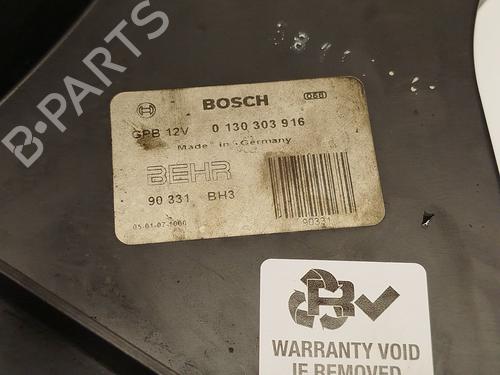 B-PARTS
BOSCH
066
GPB 12V 0 130 303 916
Made in Germany
BEHR
90 331 BH3
90331
WARRANTY VOID
IF REMOVED